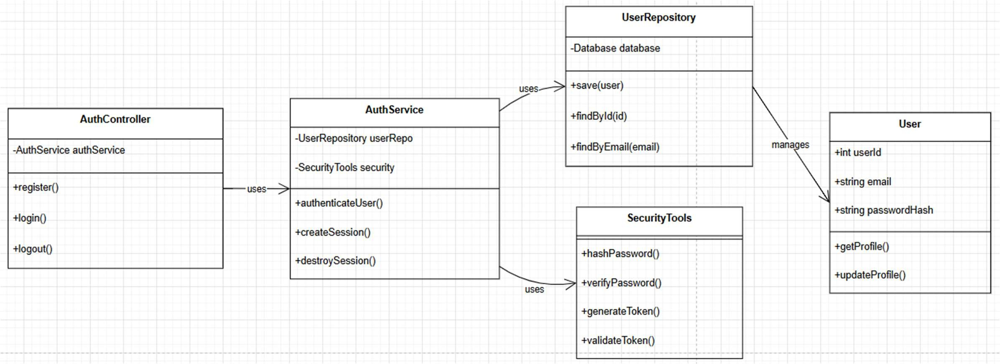 AuthController
-AuthService authService
+register()
+login()
+logout()
uses
AuthService
-UserRepository userRepo
-SecurityTools security
+authenticateUser()
+createSession()
+destroySession()
uses
uses
UserRepository
-Database database
+save(user)
+findById(id)
+findByEmail(email)
SecurityTools
+hashPassword()
+verifyPassword()
+generateToken()
+validateToken()
manages
User
+int userId
+string email
+string passwordHash
+getProfile()
+updateProfile()